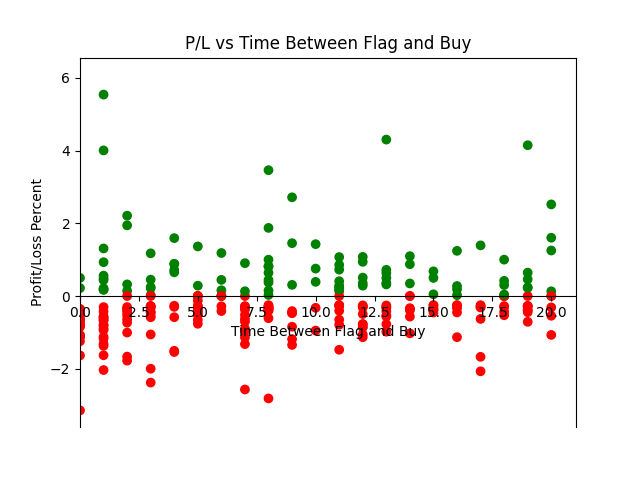 P/L vs Time Between Flag and Buy
Profit/Loss Percent
6
4
2
0
−2
0.0 2.5 5.0 7.5 10.0 12.5 15.0 17.5 20.0
Time Between Flag and Buy